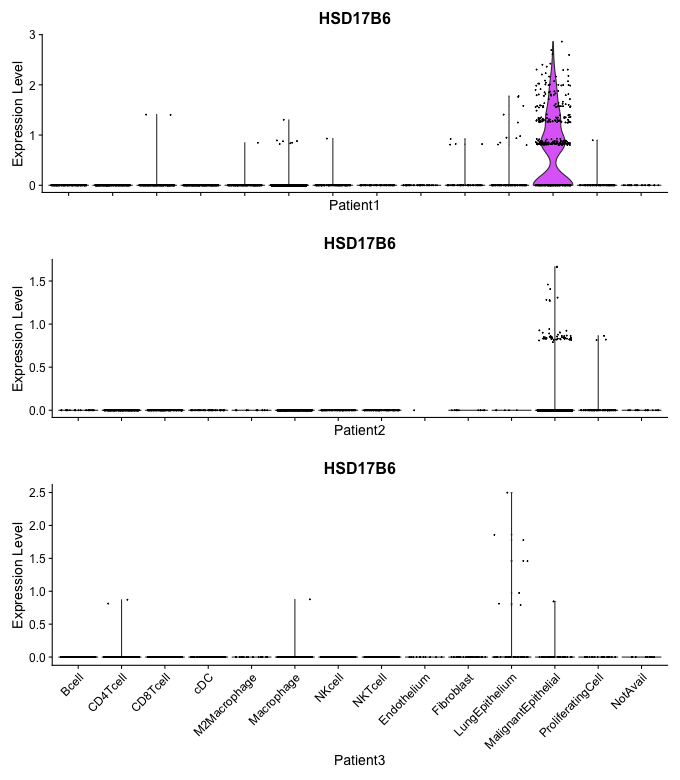 HSD17B6
Expression Level
3
2
1
0
Patient1
HSD17B6
Expression Level
1.5
1.0
0.5
0.0
Patient2
HSD17B6
Expression Level
2.5
2.0
1.5
1.0
0.5
0.0
Bcell
CD4Tcell
CD8Tcell
cDC
M2Macrophage
Macrophage
NKcell
NKTcell
Endothelium
Fibroblast
LungEpithelium
MalignantEpithelial
ProliferatingCell
NotAvail
Patient3